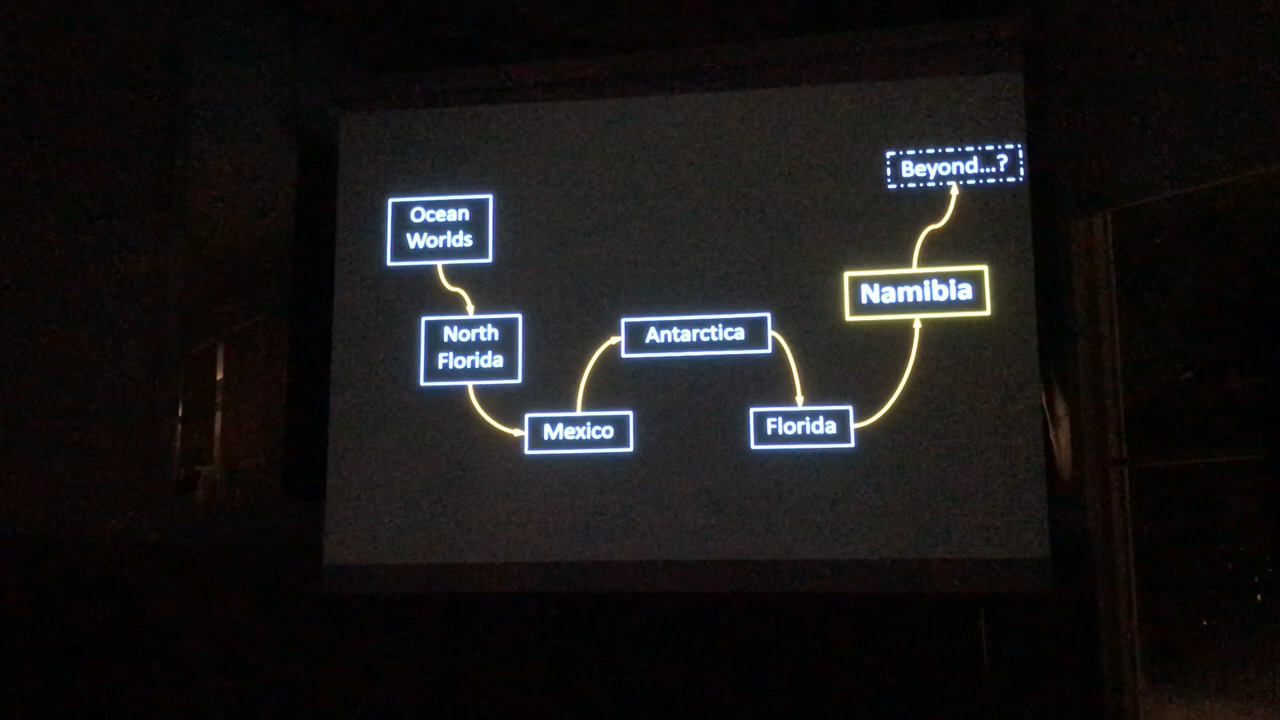 Beyond...?
Ocean
Worlds
Namibia
North
Florida
Antarctica
Mexico
Florida